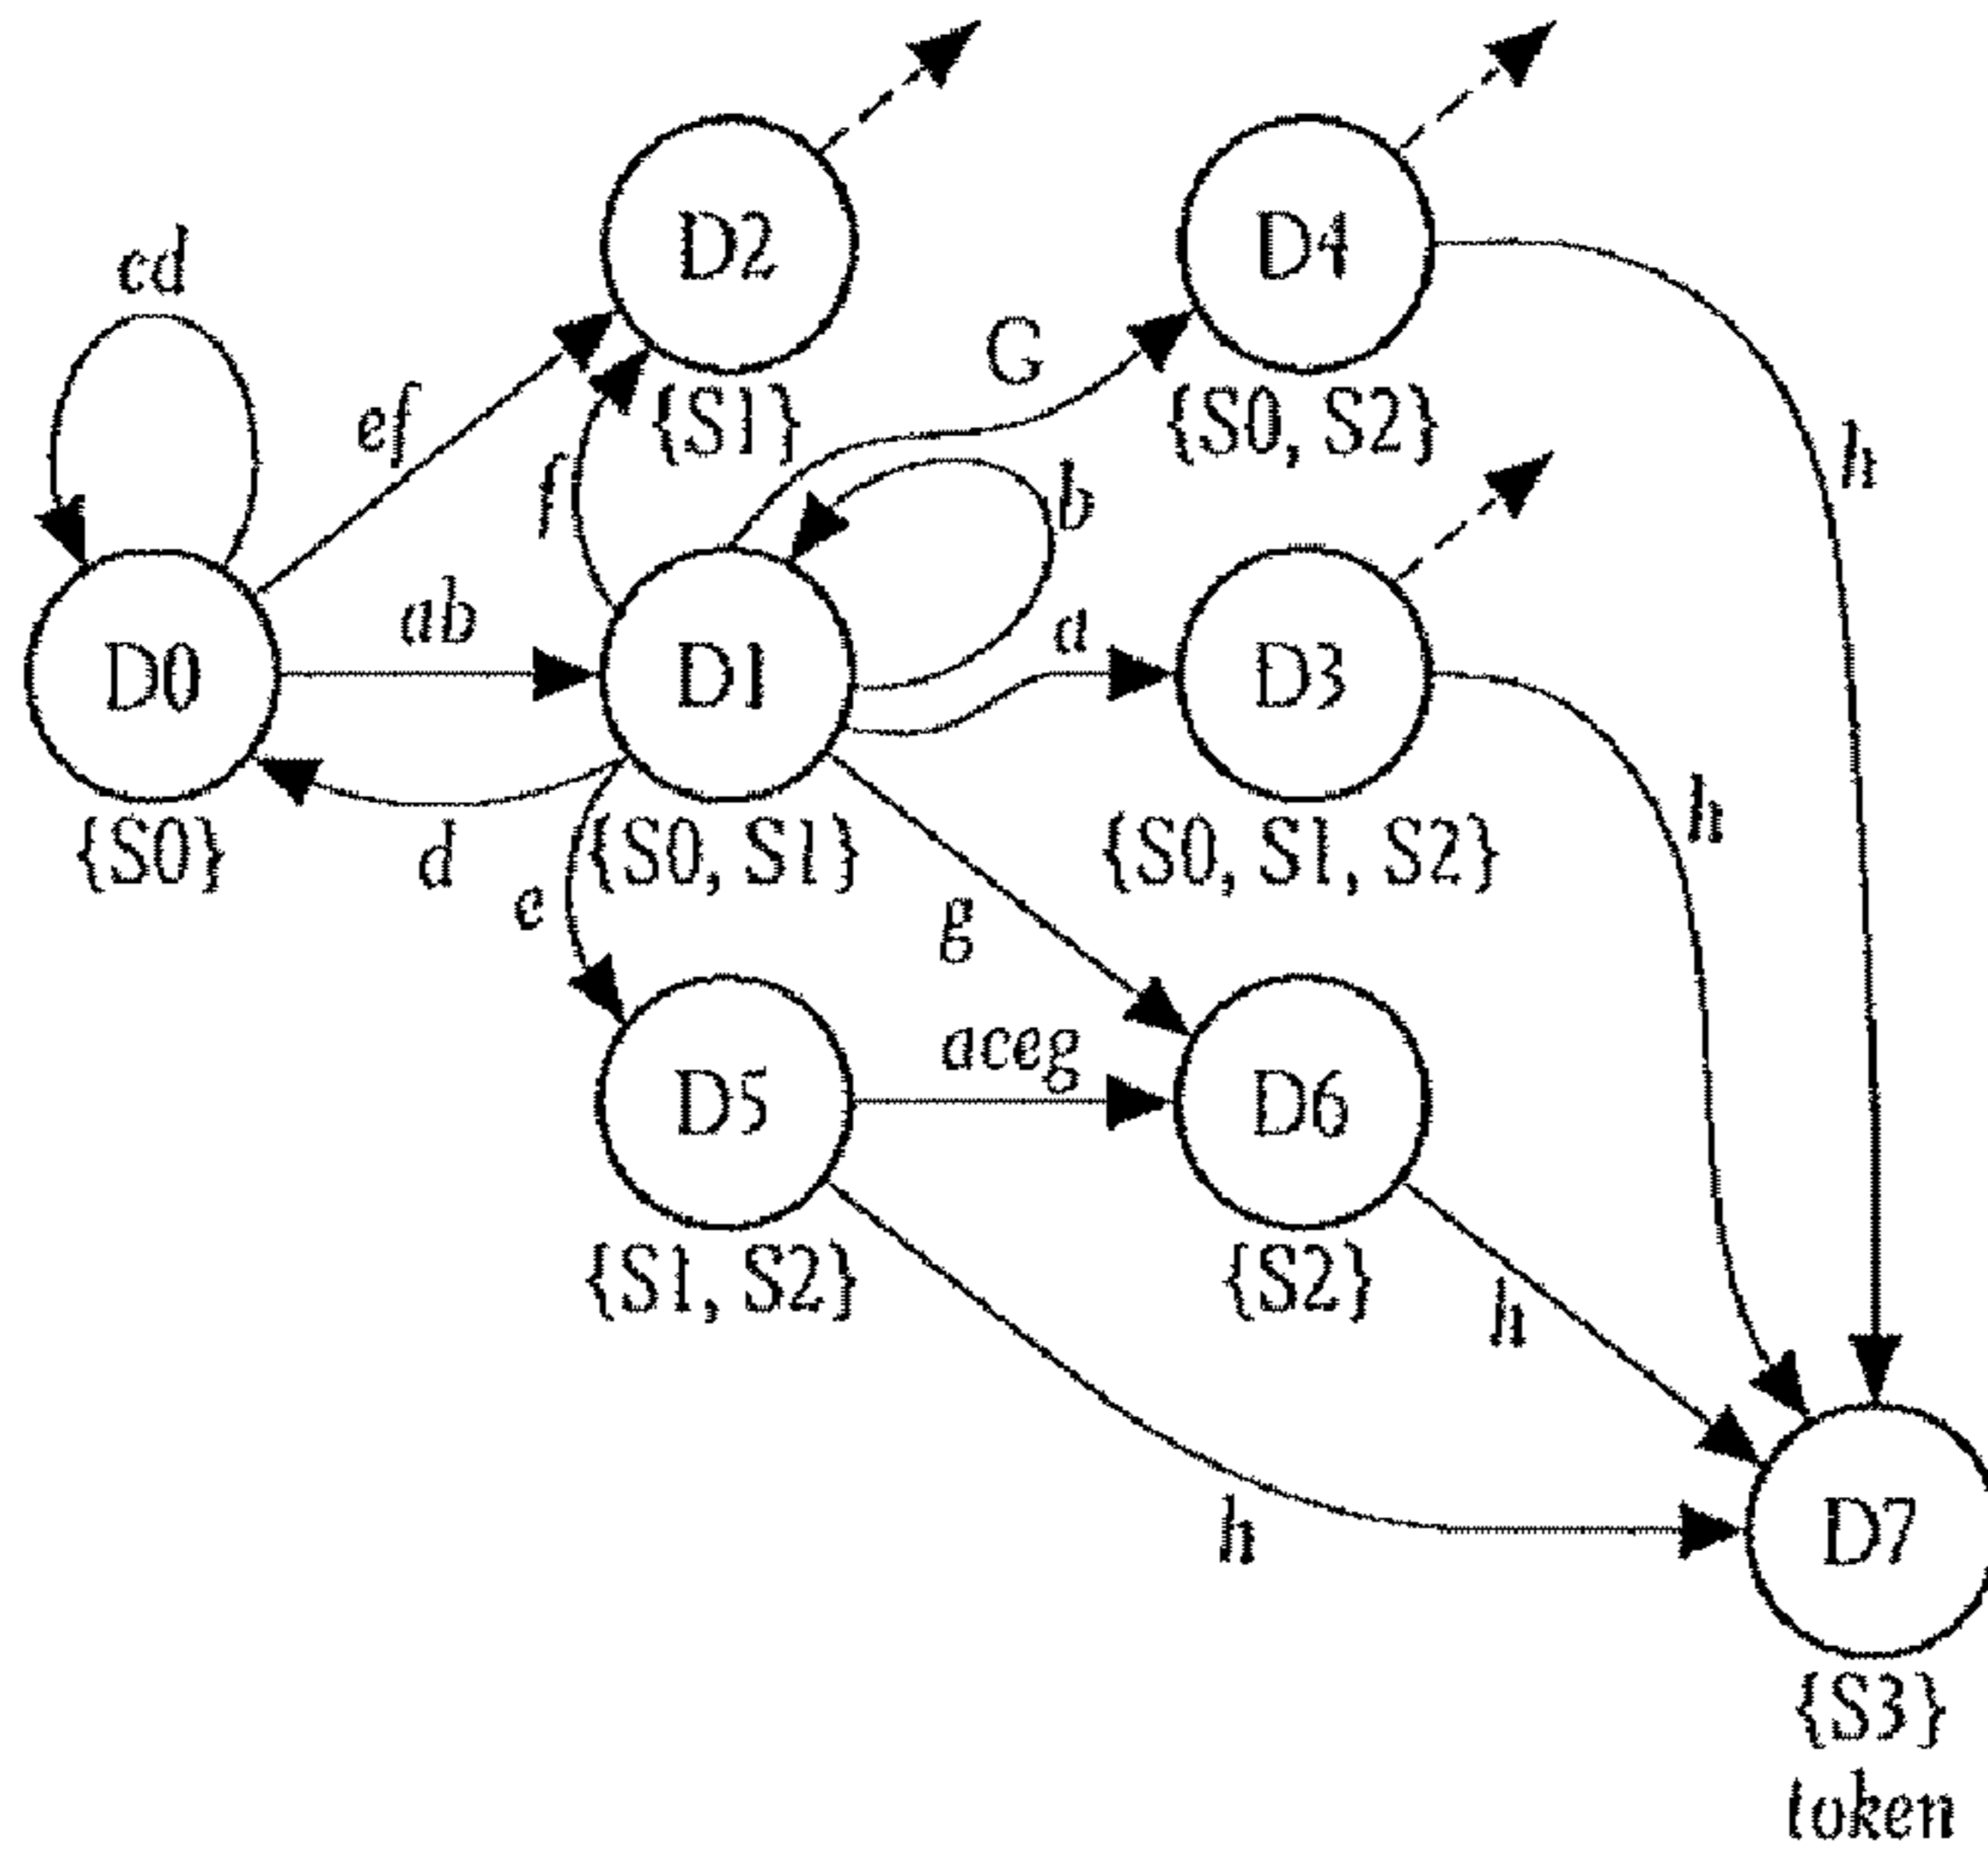 cd
D2
D4
G
ef
{S1}
{S0, S2}
h
f
b
ab
a
D0
D1
D3
h
{S0}
d
{S0, S1}
{S0, S1, S2}
e
g
aceg
D5
D6
{S1, S2}
{S2}
h
h
D7
{S3}
token